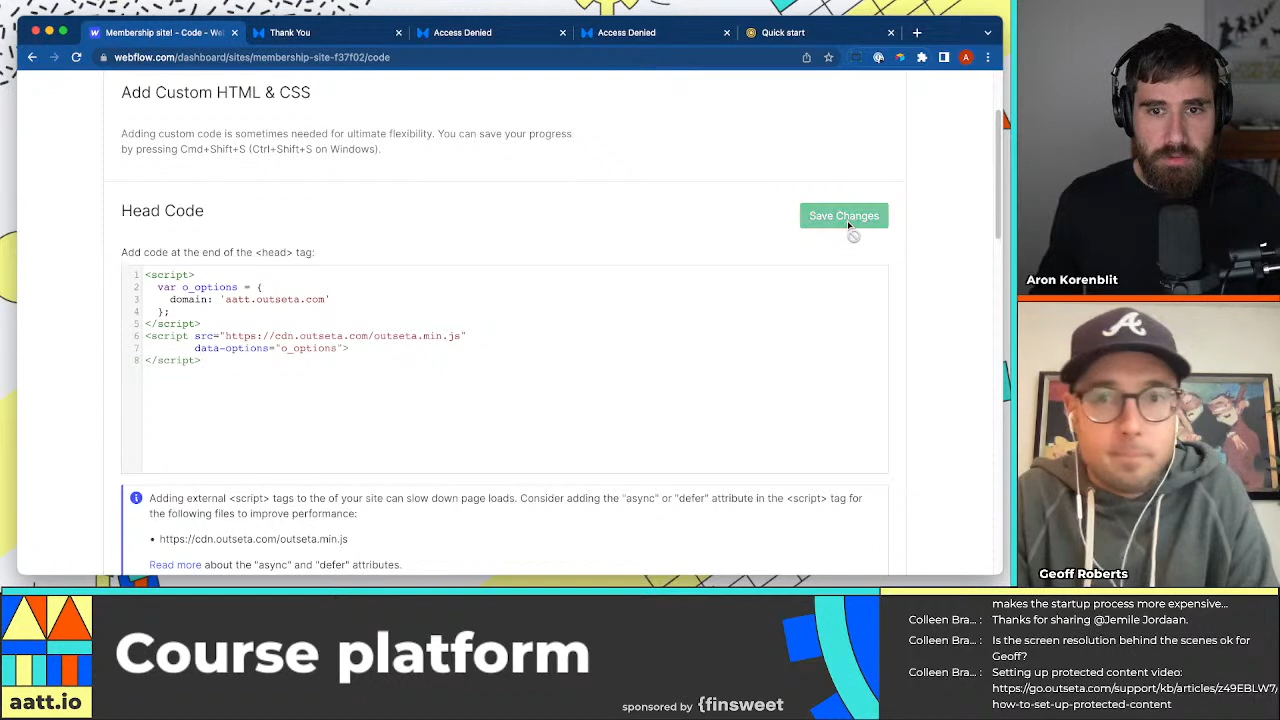 Membership site! - Code - We
Thank You
Access Denied
Access Denied
Quick start
webflow.com/dashboard/sites/membership-site-f37f02/code
A
Add Custom HTML & CSS
Adding custom code is sometimes needed for ultimate flexibility. You can save your progress
by pressing Cmd+Shift+S (Ctrl+Shift+S on Windows).
Head Code
Save Changes
Add code at the end of the <head> tag:
1 <script>
2 var o_options = {
3 domain: 'aatt.outseta.com'
4 };
5 </script>
6 <script src="https://cdn.outseta.com/outseta.min.js"
7 data-options="o_options">
8 </script>
Adding external <script> tags to the of your site can slow down page loads. Consider adding the "async" or "defer" attribute in the <script> tag for
the following files to improve performance:
• https://cdn.outseta.com/outseta.min.js
Read more about the "async" and "defer" attributes.
Aron Korenblit
A
Geoff Roberts
aatt.io
Course platform
sponsored by {finsweet
makes the startup process more expensive...
Colleen Bra... : Thanks for sharing @Jemile Jordaan.
Colleen Bra... : Is the screen resolution behind the scenes ok for
Geoff?
Colleen Bra... : Setting up protected content video:
https://go.outseta.com/support/kb/articles/z49EBLW7/
how-to-set-up-protected-content